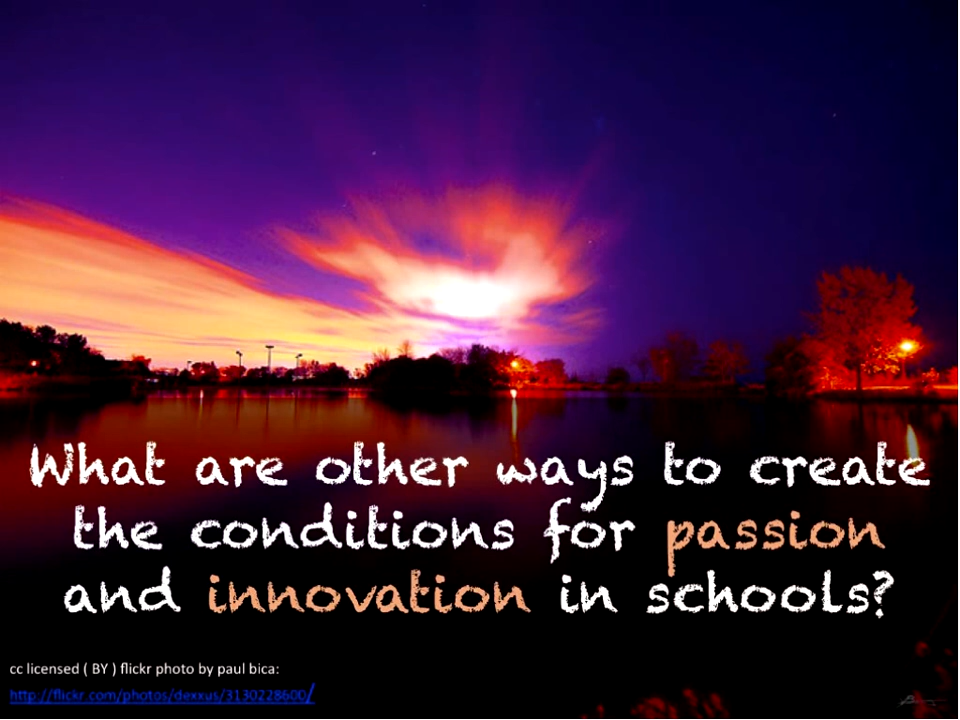 What are other ways to create
the conditions for passion
and innovation in schools?
cc licensed ( BY ) flickr photo by paul bica:
http://flickr.com/photos/dexxus/3130228600/